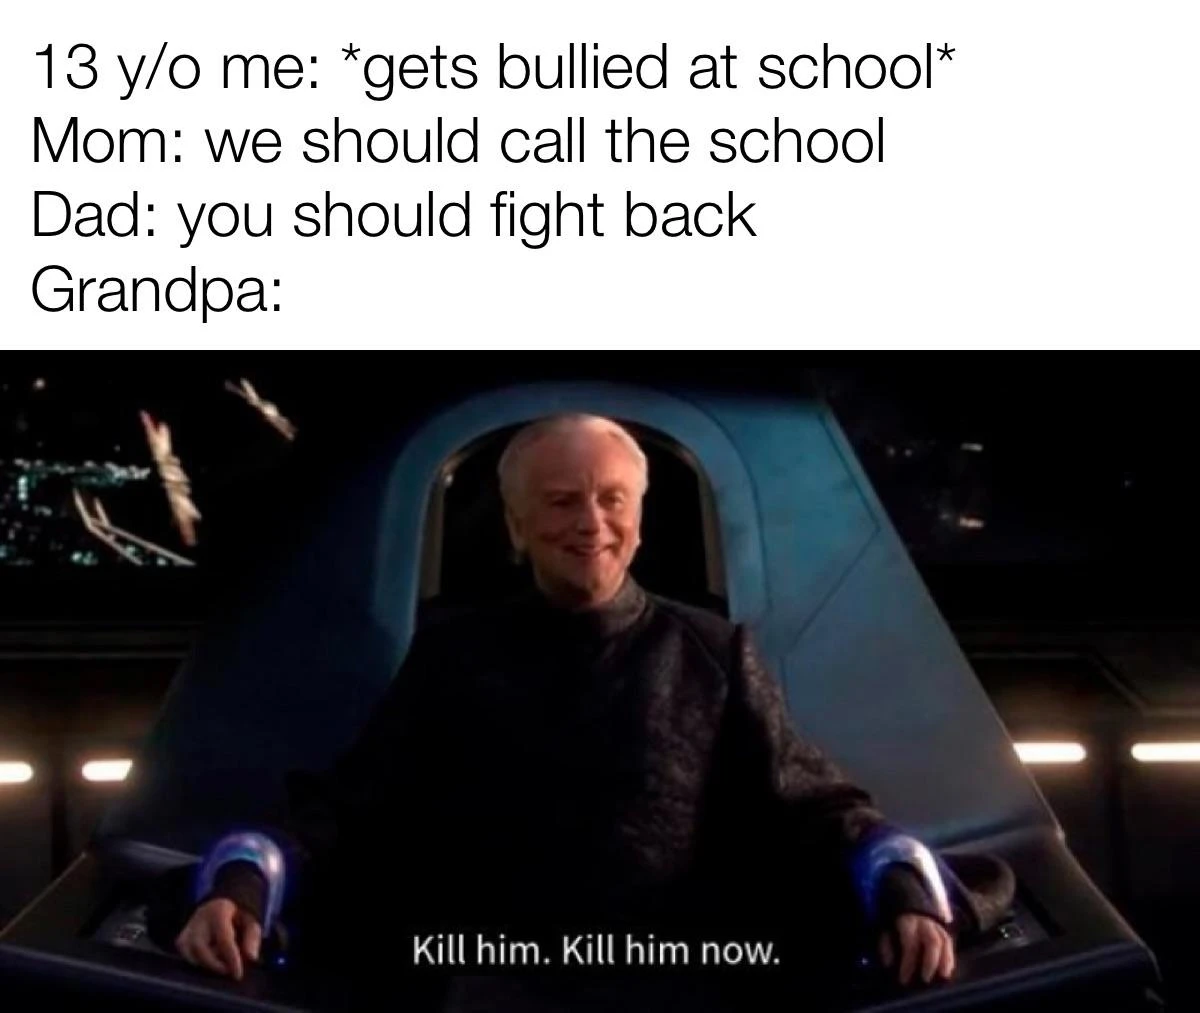 13 y/o me: *gets bullied at school*
Mom: we should call the school
Dad: you should fight back
Grandpa:
Kill him. Kill him now.